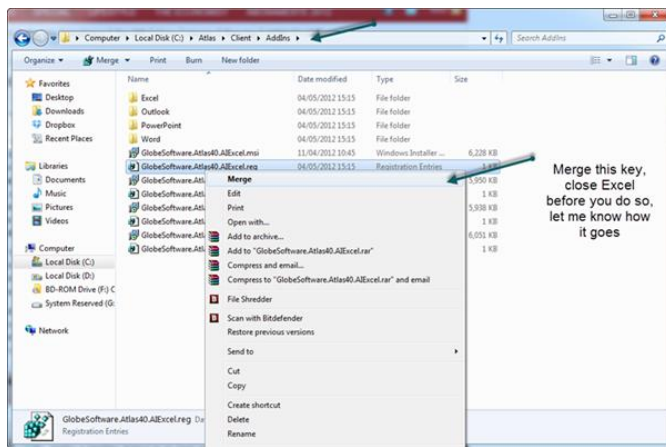 Computer ▸ Local Disk (C:) ▸ Atlas ▸ Client ▸ AddIns ▸
Search AddIns
Organize ▾ Merge ▾ Print Burn New folder
Name Date modified Type Size
Favorites
Desktop
Downloads
Dropbox
Recent Places
Libraries
Documents
Music
Pictures
Videos
Computer
Local Disk (C:)
Local Disk (D:)
BD-ROM Drive (F:) C
System Reserved (G:
Network
Excel 04/05/2012 15:15 File folder
Outlook 04/05/2012 15:15 File folder
PowerPoint 04/05/2012 15:15 File folder
Word 04/05/2012 15:15 File folder
GlobeSoftware.Atlas40.AIExcel.msi 11/04/2012 10:45 Windows Installer ... 6,228 KB
GlobeSoftware.Atlas40.AIExcel.reg 04/05/2012 15:15 Registration Entries 1 KB
GlobeSoftware.Atl 5,950 KB
GlobeSoftware.Atl 1 KB
GlobeSoftware.Atl 5,938 KB
GlobeSoftware.Atl 1 KB
GlobeSoftware.Atl 6,051 KB
GlobeSoftware.Atl 1 KB
Merge
Edit
Print
Open with...
Add to archive...
Add to "GlobeSoftware.Atlas40.AIExcel.rar"
Compress and email...
Compress to "GlobeSoftware.Atlas40.AIExcel.rar" and email
File Shredder
Scan with Bitdefender
Restore previous versions
Send to
Cut
Copy
Create shortcut
Delete
Rename
Merge this key,
close Excel
before you do so,
let me know how
it goes
GlobeSoftware.Atlas40.AIExcel.reg Da
Registration Entries